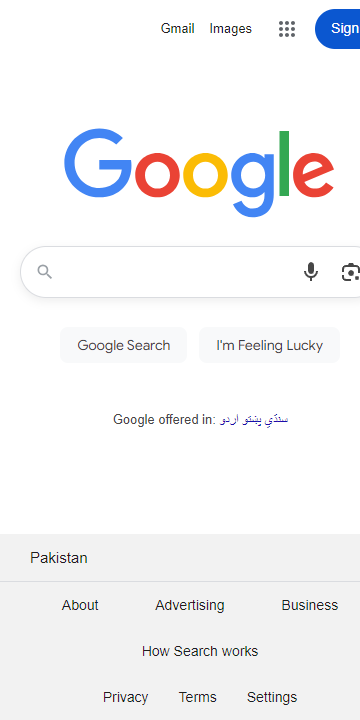 Gmail Images Sign
Google
Google Search I'm Feeling Lucky
Google offered in: اردو پښتو سنڌي
Pakistan
About Advertising Business
How Search works
Privacy Terms Settings